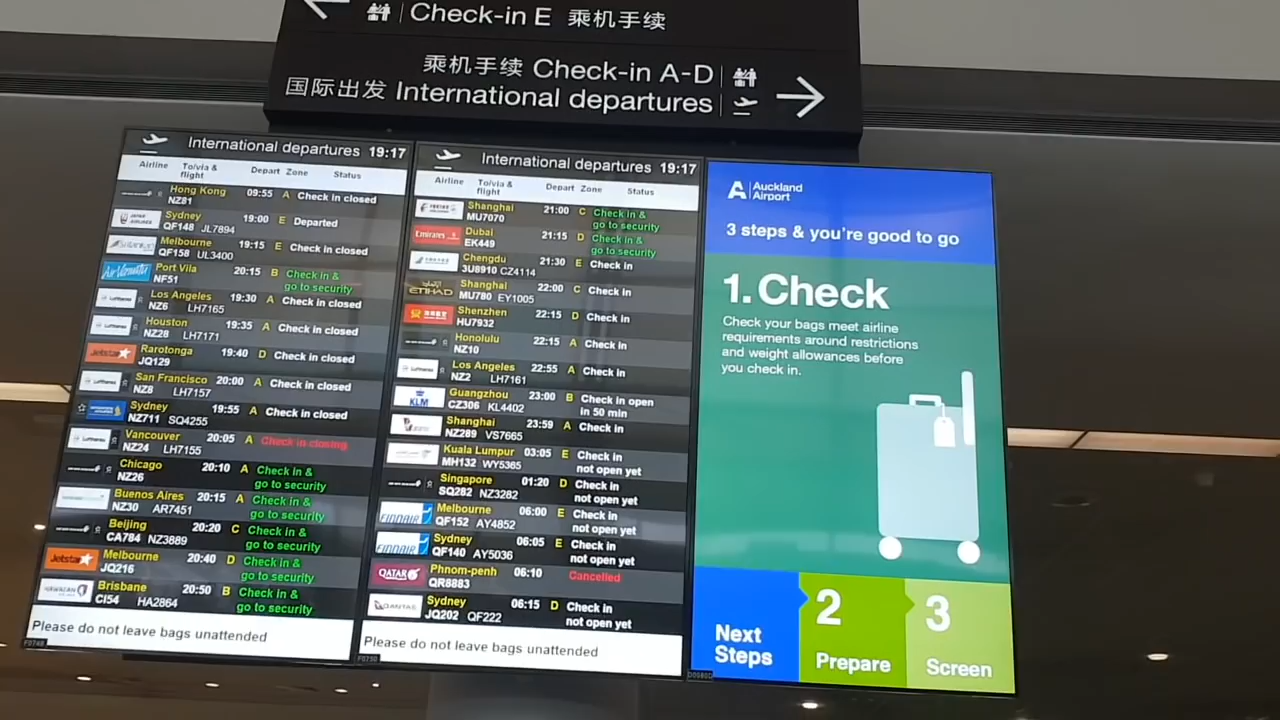 Check-in E 乘机手续
乘机手续 Check-in A-D
国际出发 International departures
International departures 19:17
Airline To/via & flight Depart Zone Status
Hong Kong 09:55 A Check in closed
NZ81
Sydney 19:00 E Departed
QF148 JL7894
Melbourne 19:15 E Check in closed
QF158 UL3400
Air Vanuatu Port Vila 20:15 B Check in &
NF51 go to security
Lufthansa Los Angeles 19:30 A Check in closed
NZ6 LH7165
Lufthansa Houston 19:35 A Check in closed
NZ28 LH7171
Jetstar Rarotonga 19:40 D Check in closed
JQ129
Lufthansa San Francisco 20:00 A Check in closed
NZ8 LH7157
Sydney 19:55 A Check in closed
NZ711 SQ4255
Lufthansa Vancouver 20:05 A Check in closing
NZ24 LH7155
Chicago 20:10 A Check in &
NZ26 go to security
Buenos Aires 20:15 A Check in &
NZ30 AR7451 go to security
Beijing 20:20 C Check in &
CA784 NZ3889 go to security
Jetstar Melbourne 20:40 D Check in &
JQ216 go to security
HAWAIIAN Brisbane 20:50 B Check in &
CI54 HA2864 go to security
Please do not leave bags unattended
International departures 19:17
Airline To/via & flight Depart Zone Status
Shanghai 21:00 C Check in &
MU7070 go to security
Emirates Dubai 21:15 D Check in &
EK449 go to security
Chengdu 21:30 E Check in
3U8910 CZ4114
ETIHAD Shanghai 22:00 C Check in
MU780 EY1005
Shenzhen 22:15 D Check in
HU7932
Honolulu 22:15 A Check in
NZ10
Lufthansa Los Angeles 22:55 A Check in
NZ2 LH7161
KLM Guangzhou 23:00 B Check in open
CZ306 KL4402 in 50 min
Shanghai 23:59 A Check in
NZ289 VS7665
Kuala Lumpur 03:05 E Check in
MH132 WY5385 not open yet
Singapore 01:20 D Check in
SQ282 NZ3282 not open yet
FINNAIR Melbourne 06:00 E Check in
QF152 AY4852 not open yet
FINNAIR Sydney 06:05 E Check in
QF140 AY5036 not open yet
QATAR Phnom-penh 06:10 Cancelled
QR8883
QANTAS Sydney 06:15 D Check in
JQ202 QF222 not open yet
Please do not leave bags unattended
Auckland
Airport
3 steps & you're good to go
1. Check
Check your bags meet airline
requirements around restrictions
and weight allowances before
you check in.
Next
Steps
2
Prepare
3
Screen